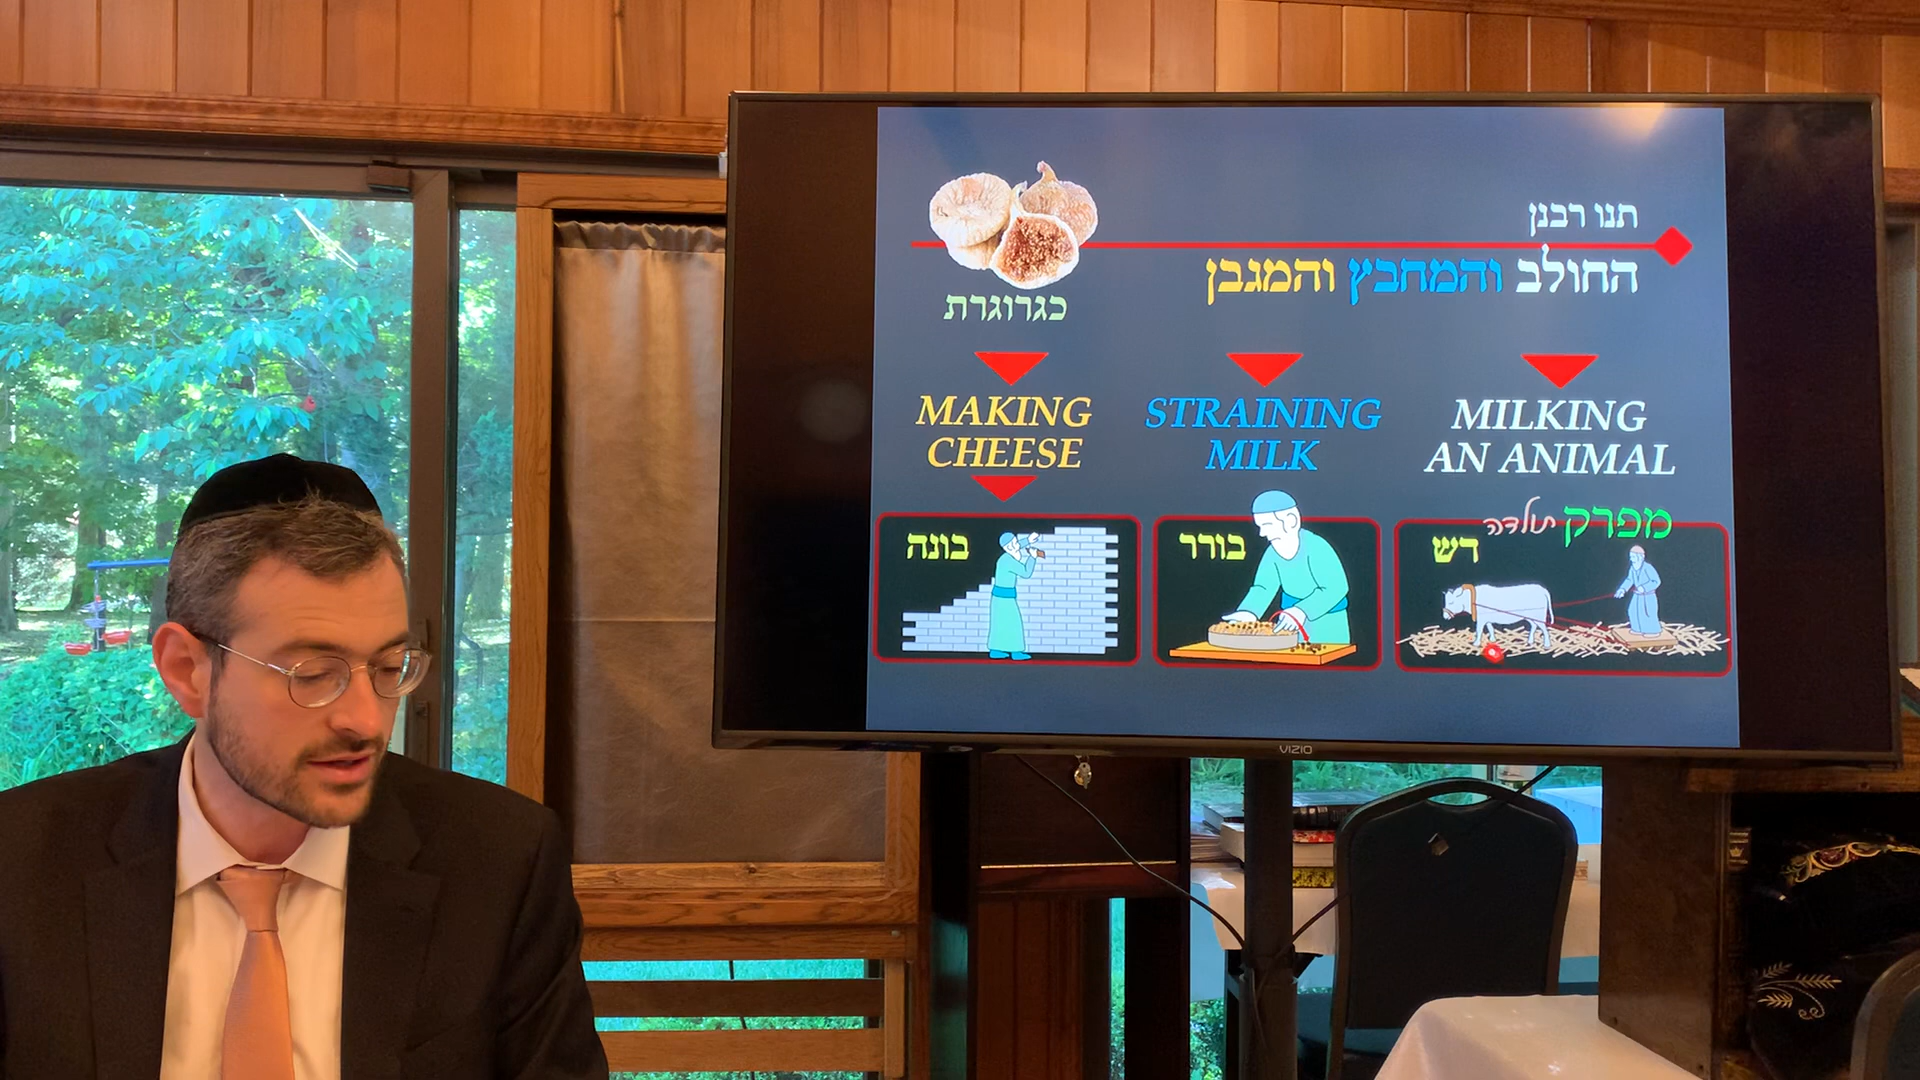 תנו רבנן
החולב והמחבץ והמגבן
כגרוגרת
MILKING
AN ANIMAL
STRAINING
MILK
MAKING
CHEESE
מפרק תולדה
דש
בורר
בונה
VIZIO